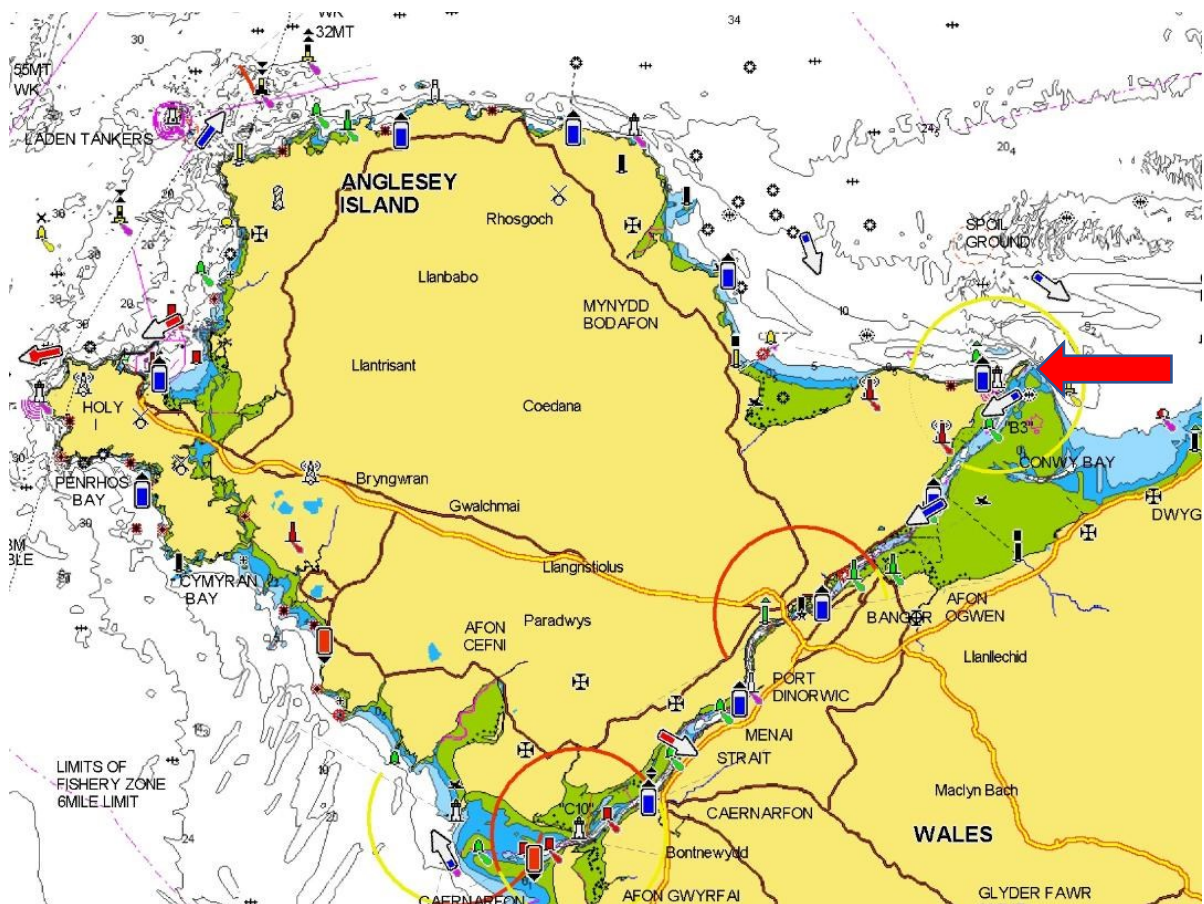 WK
32MT
34
30
55MT
WK
LADEN TANKERS
ANGLESEY
ISLAND
Rhosgoch
Llanbabo
MYNYDD
BODAFON
SPOIL
GROUND
Llantrisant
Coedana
HOLY
I
"B3"
CONWY BAY
PENRHOS
BAY
Bryngwran
Gwalchmai
DWYG
CYMYRAN
BAY
Llangristiolus
AFON
OGWEN
BANGOR
Paradwys
AFON
CEFNI
Llanllechid
PORT
DINORWIC
MENAI
STRAIT
LIMITS OF
FISHERY ZONE
6MILE LIMIT
Maclyn Bach
"C10"
CAERNARFON
WALES
Bontnewydd
24
AFON GWYRFAI
GLYDER FAWR
CAERNARFON